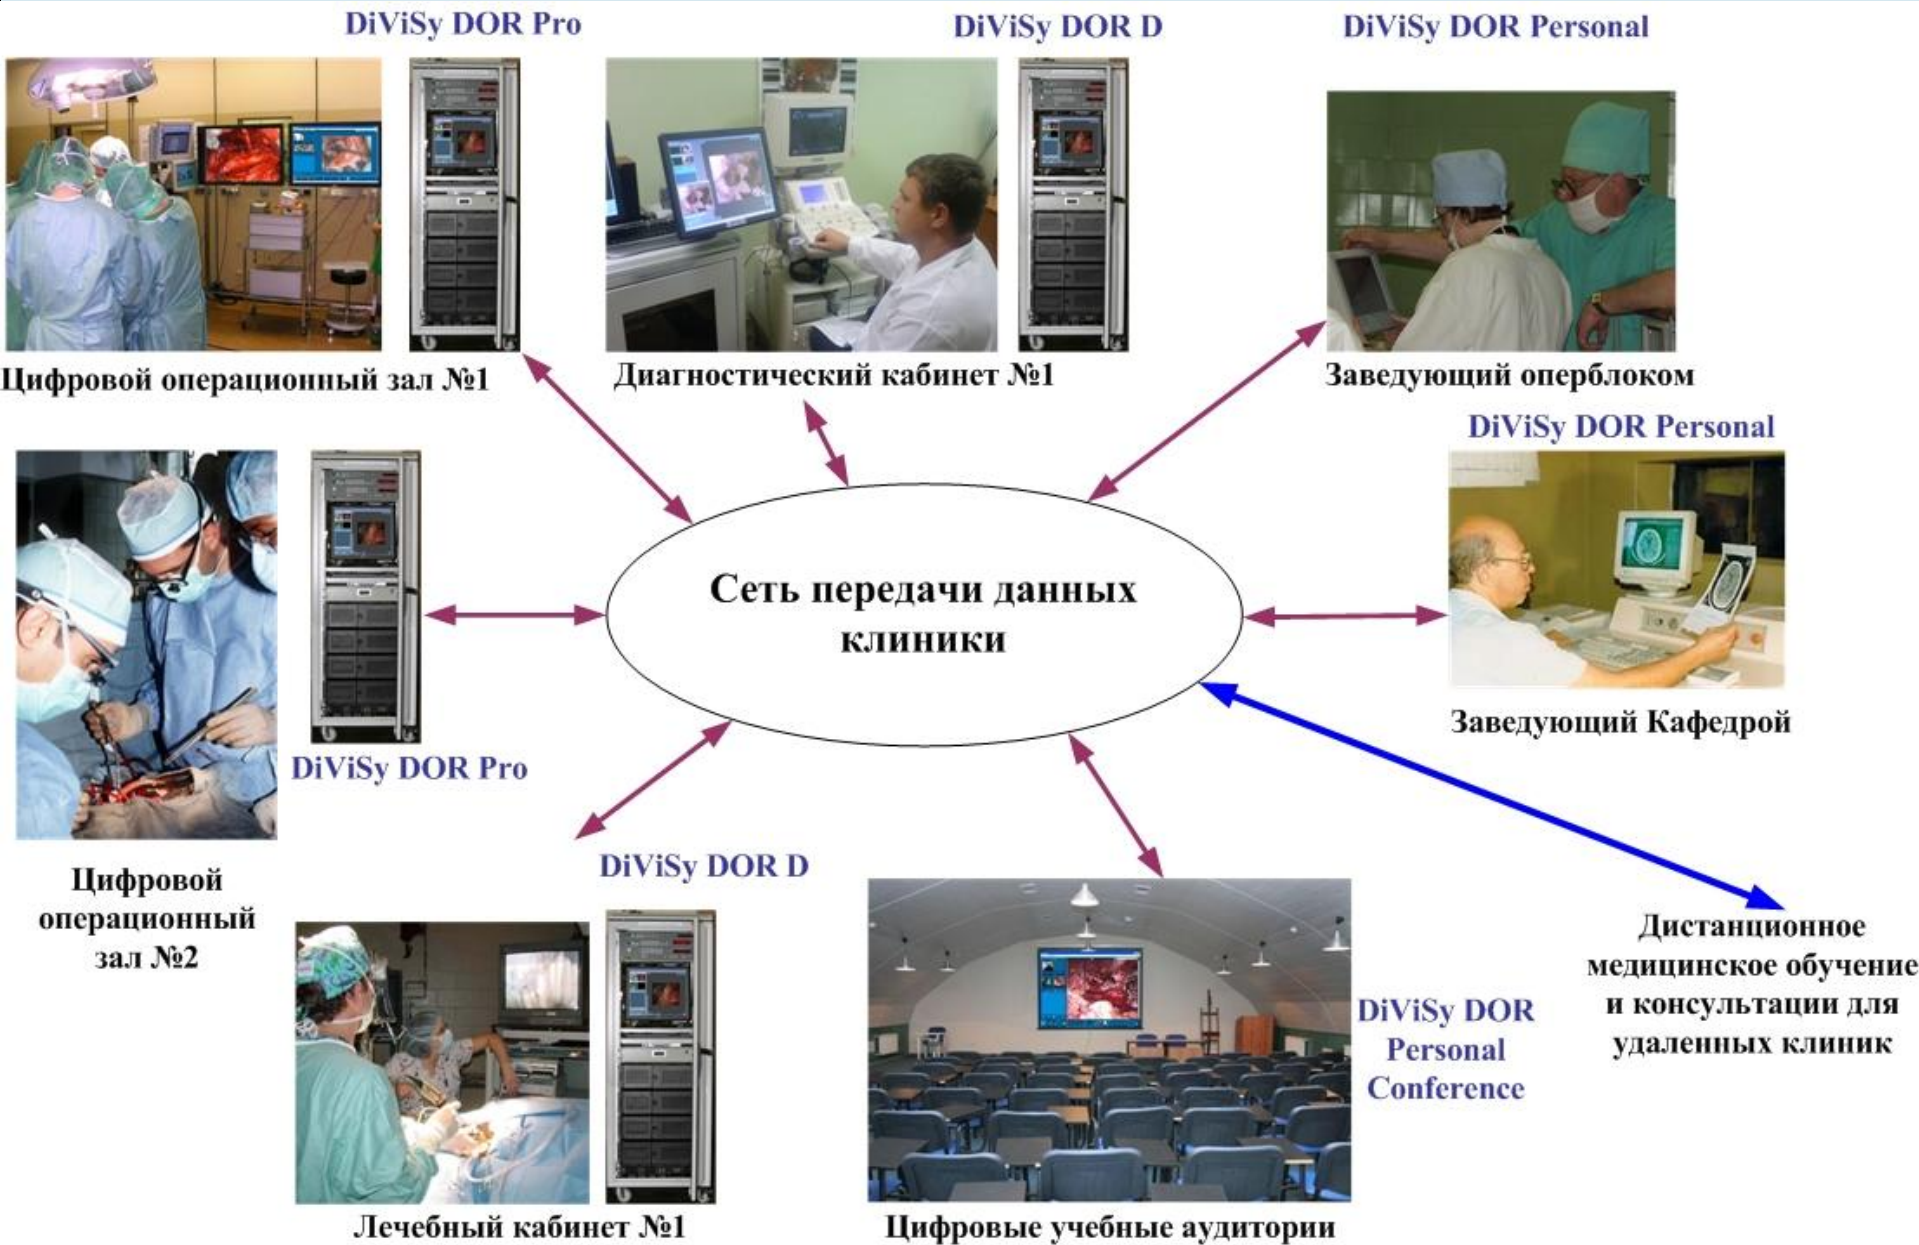 DiViSy DOR Pro
DiViSy DOR D
DiViSy DOR Personal
Цифровой операционный зал №1
Диагностический кабинет №1
Заведующий оперблоком
DiViSy DOR Personal
Сеть передачи данных
клиники
Заведующий Кафедрой
DiViSy DOR Pro
Цифровой
операционный
зал №2
DiViSy DOR D
Дистанционное
медицинское обучение
и консультации для
удаленных клиник
DiViSy DOR
Personal
Conference
Лечебный кабинет №1
Цифровые учебные аудитории